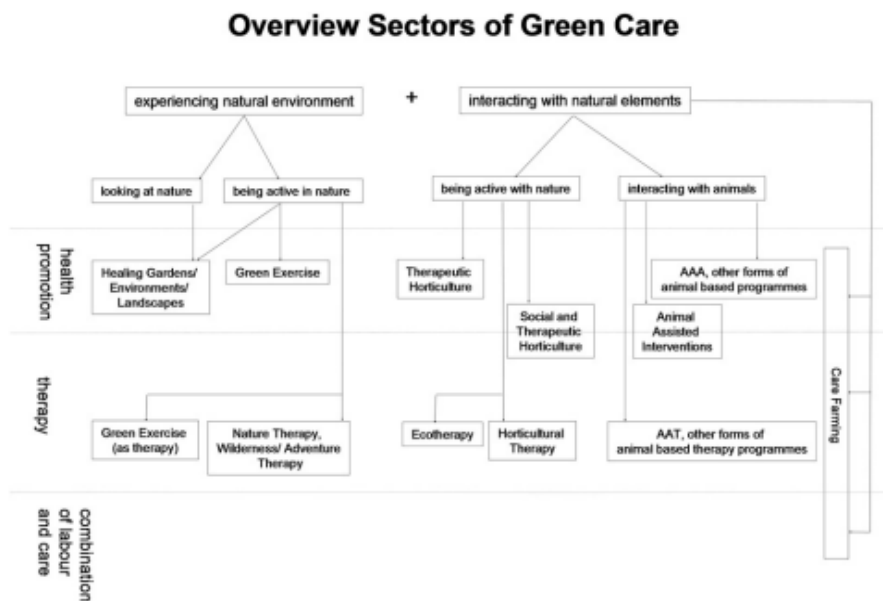 Overview Sectors of Green Care
experiencing natural environment
+
interacting with natural elements
looking at nature
being active in nature
being active with nature
interacting with animals
health
promotion
Healing Gardens/
Environments/
Landscapes
Green Exercise
Therapeutic
Horticulture
AAA, other forms of
animal based programmes
Social and
Therapeutic
Horticulture
Animal
Assisted
Interventions
Care Farming
therapy
Green Exercise
(as therapy)
Nature Therapy,
Wilderness/ Adventure
Therapy
Ecotherapy
Horticultural
Therapy
AAT, other forms of
animal based therapy programmes
combination
of labour
and care